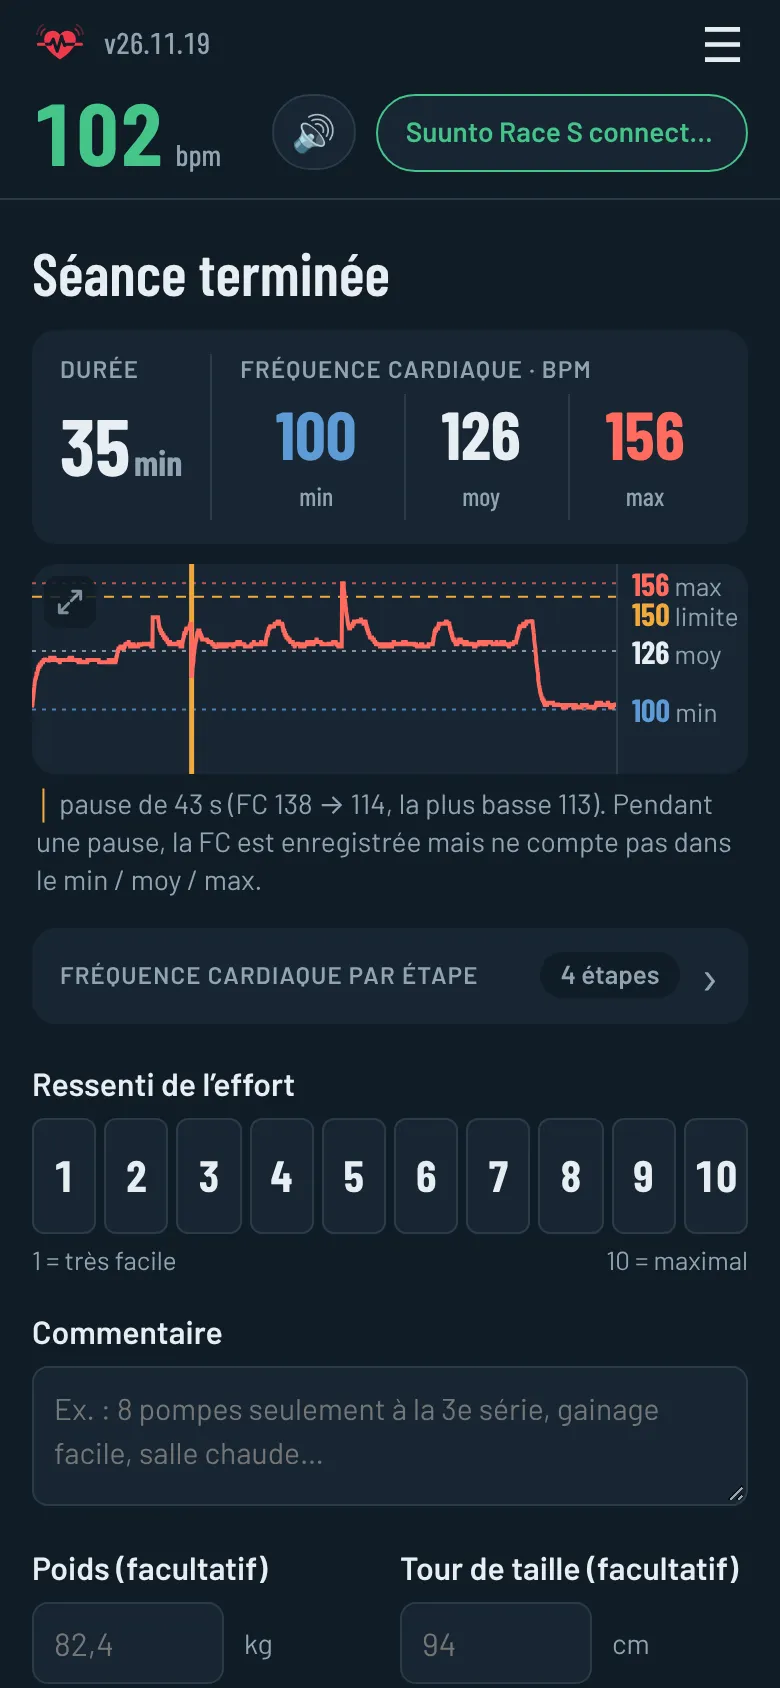 v26.11.19
102 bpm
Suunto Race S connect...
Séance terminée
DURÉE
35 min
FRÉQUENCE CARDIAQUE · BPM
100 126 156
min moy max
156 max
150 limite
126 moy
100 min
pause de 43 s (FC 138 → 114, la plus basse 113). Pendant
une pause, la FC est enregistrée mais ne compte pas dans
le min / moy / max.
FRÉQUENCE CARDIAQUE PAR ÉTAPE
4 étapes
Ressenti de l’effort
1 2 3 4 5 6 7 8 9 10
1 = très facile
10 = maximal
Commentaire
Ex. : 8 pompes seulement à la 3e série, gainage
facile, salle chaude...
Poids (facultatif)
82,4 kg
Tour de taille (facultatif)
94 cm